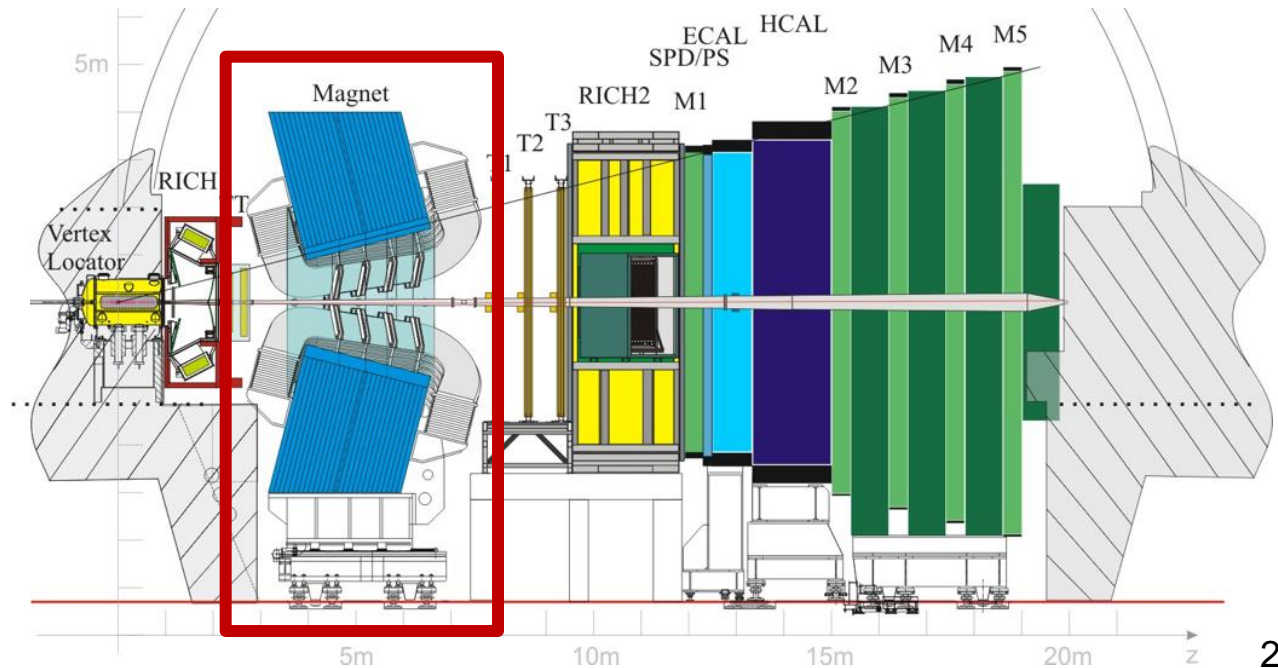 HCAL
ECAL
M5
M4
SPD/PS
M3
5m
M2
RICH2
Magnet
M1
T3
T2
T1
RICH
T
Vertex
Locator
5m
10m
15m
20m
z
2